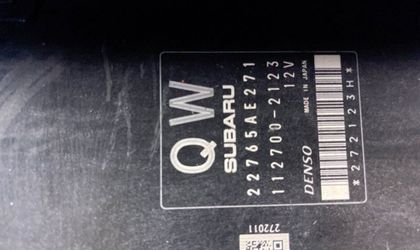 QW
SUBARU
22765AE271
112700-2123
12V
DENSO
MADE IN JAPAN
*272123H*
272011